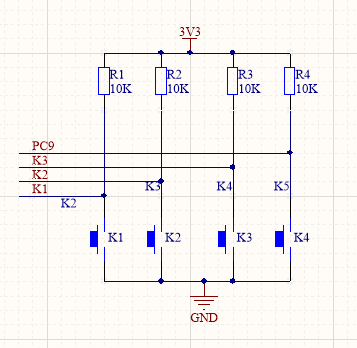 3V3
R1 R2 R3 R4
10K 10K 10K 10K
PC9
K3
K2 K3 K4 K5
K1
K2
K1 K2 K3 K4
GND